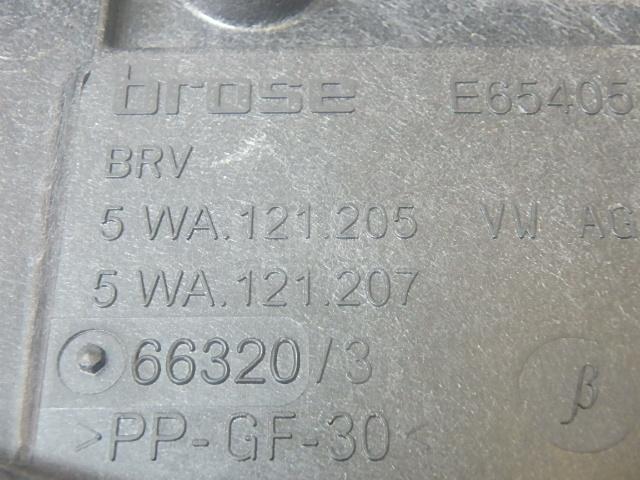 brose E65405
BRV
5 WA.121.205 VW AG
5 WA.121.207
66320/3
>PP-GF-30<
β